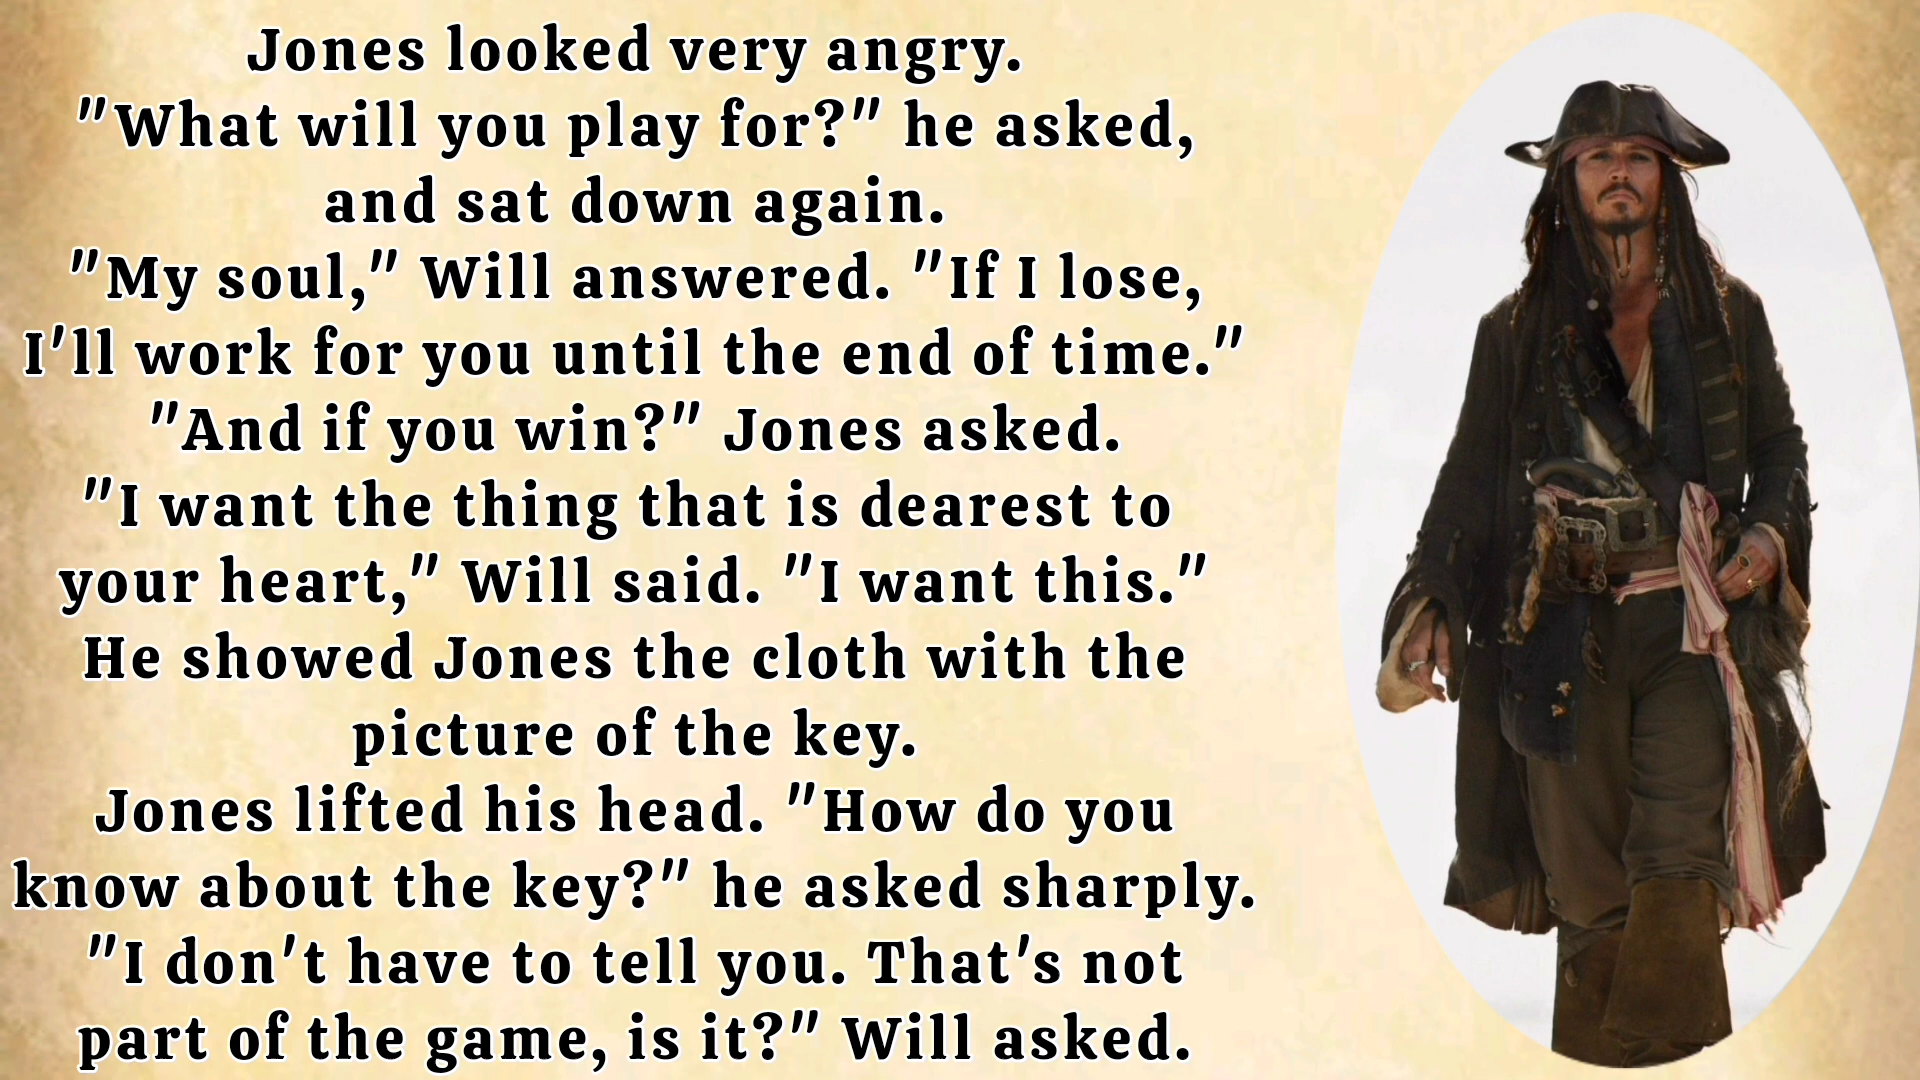 Jones looked very angry.
"What will you play for?" he asked,
and sat down again.
"My soul," Will answered. "If I lose,
I'll work for you until the end of time."
"And if you win?" Jones asked.
"I want the thing that is dearest to
your heart," Will said. "I want this."
He showed Jones the cloth with the
picture of the key.
Jones lifted his head. "How do you
know about the key?" he asked sharply.
"I don't have to tell you. That's not
part of the game, is it?" Will asked.